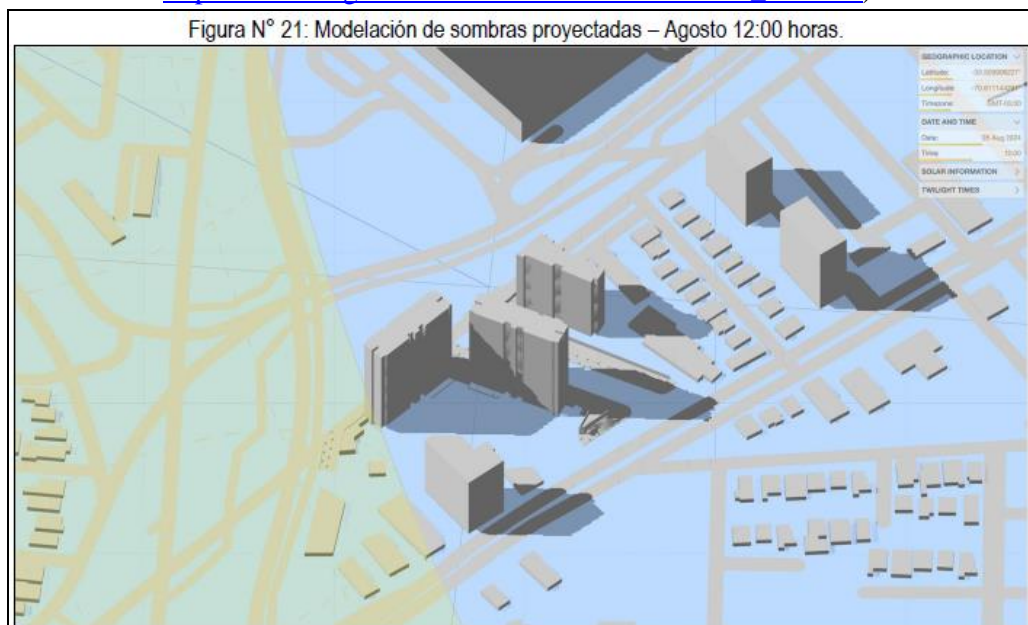 Figura N° 21: Modelación de sombras proyectadas – Agosto 12:00 horas.
GEOGRAPHIC LOCATION
Latitude:
Longitude:
Timezone:
DATE AND TIME
Date: Aug
Time:
SOLAR INFORMATION
TWILIGHT TIMES